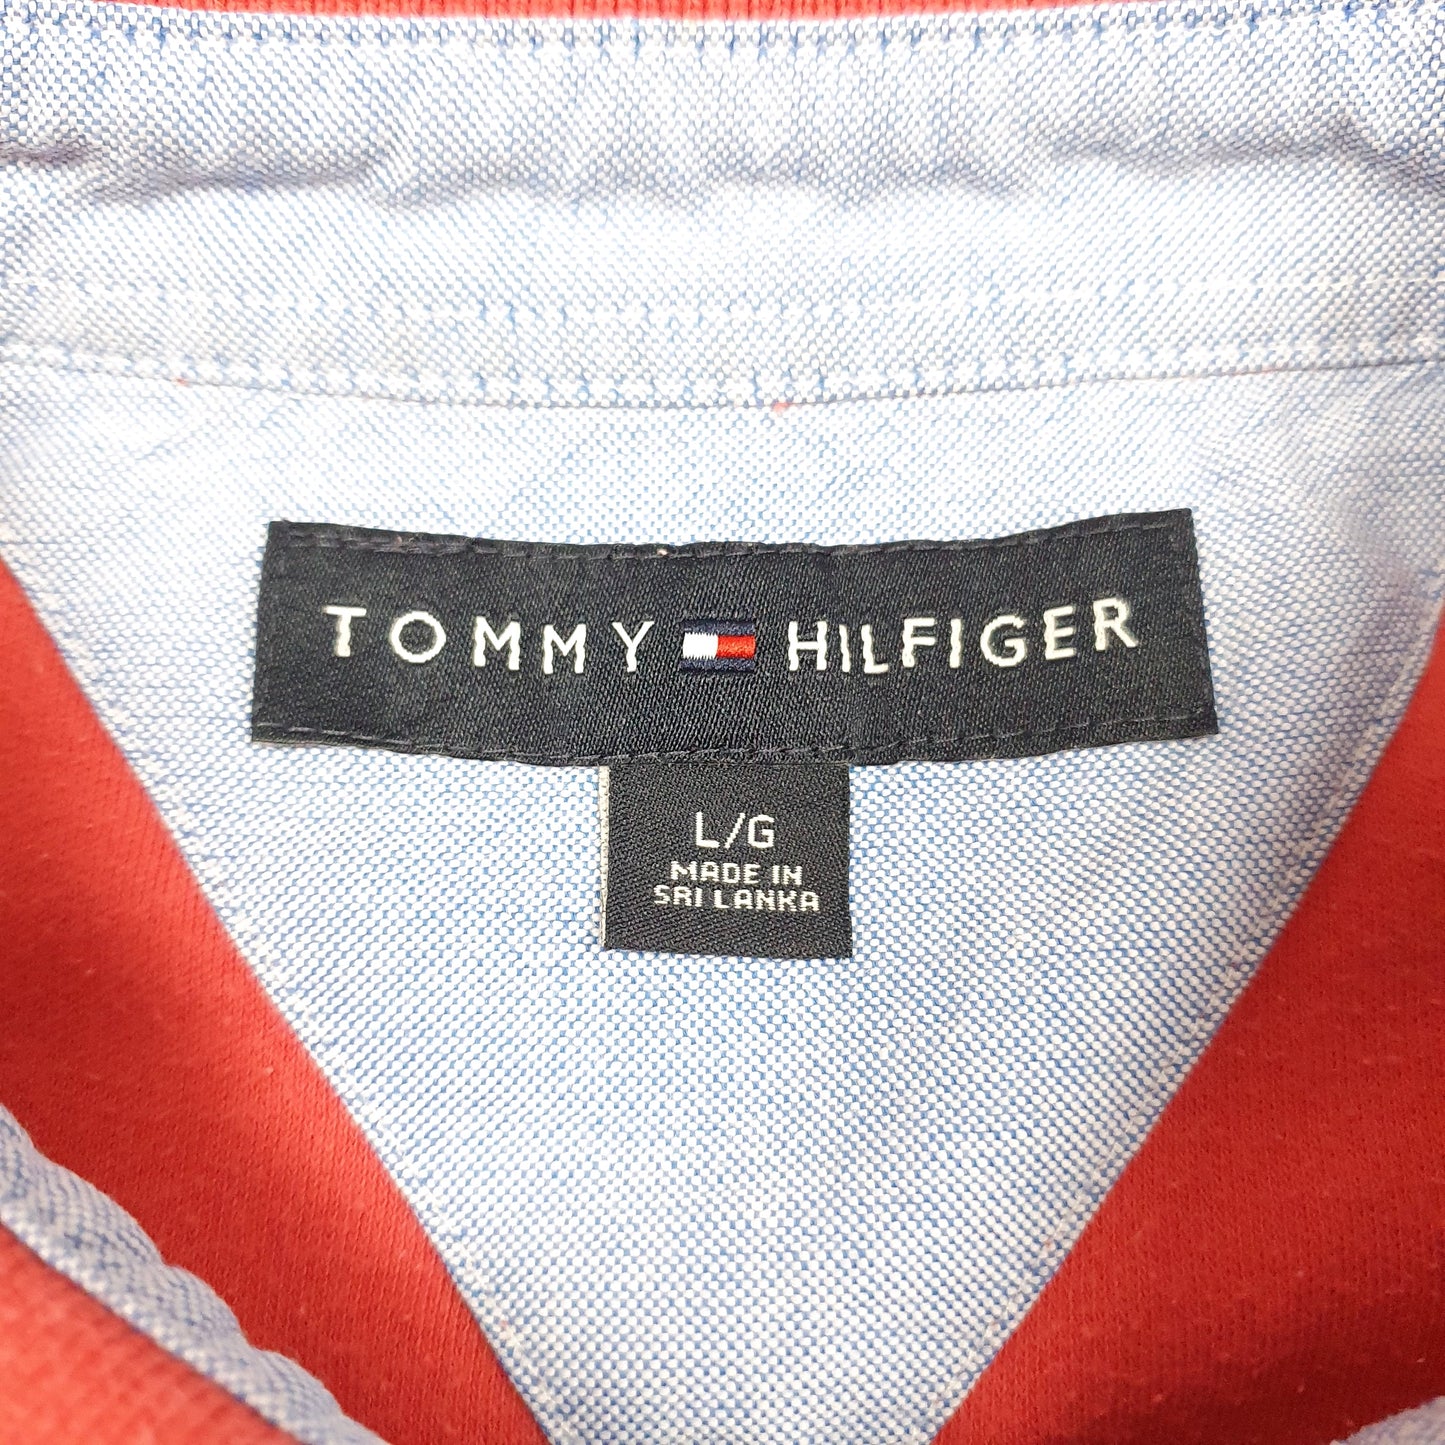 TOMMY HILFIGER
L/G
MADE IN
SRI LANKA